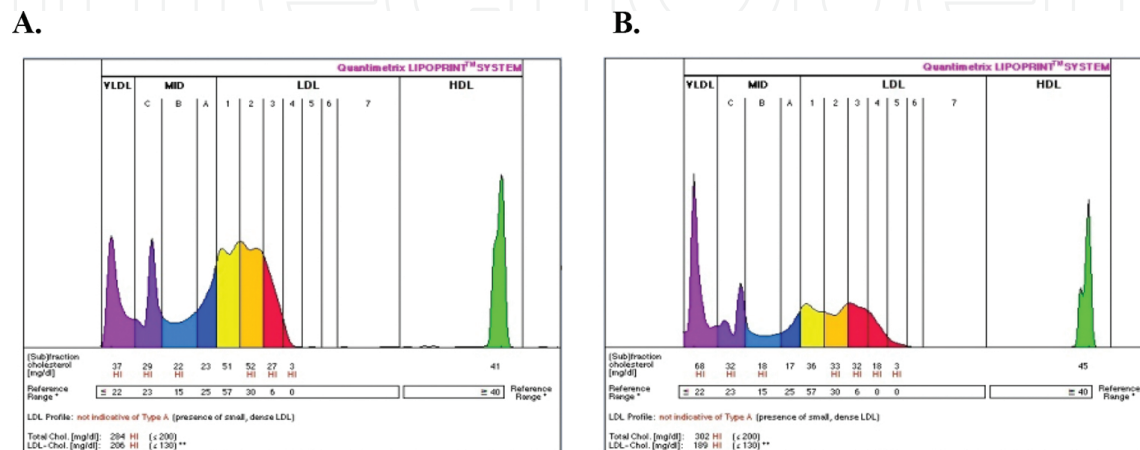 A.
Quantimetrix LIPOPRINT™ SYSTEM
VLDL MID LDL HDL
C B A 1 2 3 4 5 6 7
(Sub)fraction
cholesterol
[mg/dl]
37 29 22 23 51 52 27 3 41
HI HI HI HI HI HI
Reference
Range *
≤ 22 23 15 25 57 30 6 0 ≥ 40
Reference
Range *
LDL Profile: not indicative of Type A (presence of small, dense LDL)
Total Chol. [mg/dl]: 284 HI (≤ 200)
LDL-Chol. [mg/dl]: 206 HI (≤ 130) **
B.
Quantimetrix LIPOPRINT™ SYSTEM
VLDL MID LDL HDL
C B A 1 2 3 4 5 6 7
(Sub)fraction
cholesterol
[mg/dl]
68 32 18 17 36 33 32 18 3 45
HI HI HI HI HI HI HI
Reference
Range *
≤ 22 23 15 25 57 30 6 0 0 ≥ 40
Reference
Range *
LDL Profile: not indicative of Type A (presence of small, dense LDL)
Total Chol. [mg/dl]: 302 HI (≤ 200)
LDL-Chol. [mg/dl]: 189 HI (≤ 130) **